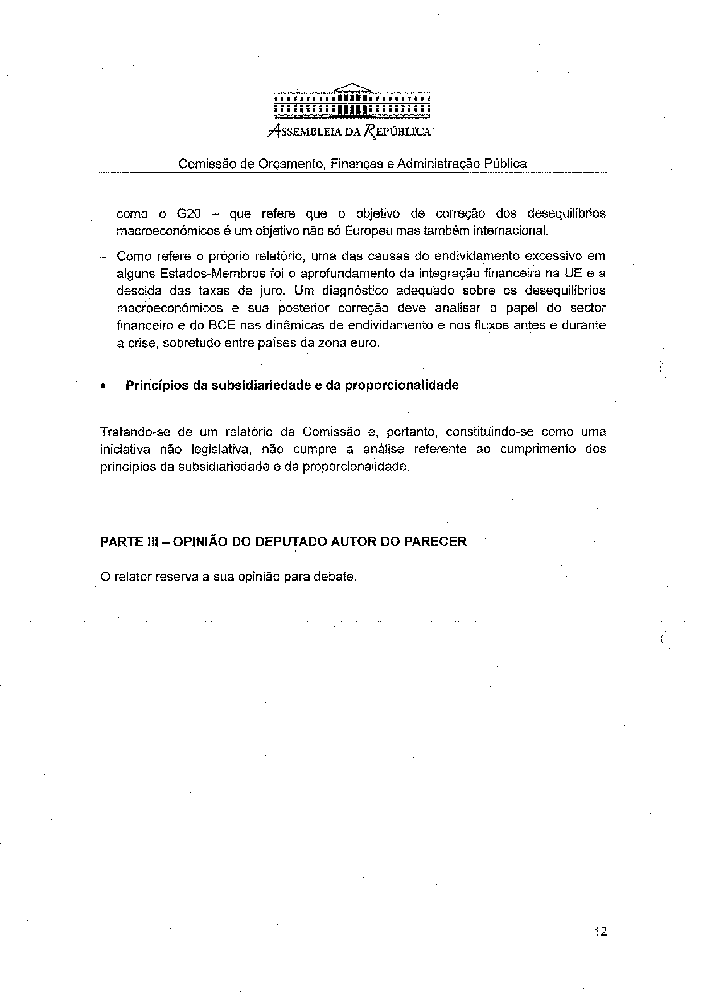 ASSEMBLEIA DA REPÚBLICA
Comissão de Orçamento, Finanças e Administração Pública
como o G20 – que refere que o objetivo de correção dos desequilíbrios
macroeconómicos é um objetivo não só Europeu mas também internacional.
– Como refere o próprio relatório, uma das causas do endividamento excessivo em
alguns Estados-Membros foi o aprofundamento da integração financeira na UE e a
descida das taxas de juro. Um diagnóstico adequado sobre os desequilíbrios
macroeconómicos e sua posterior correção deve analisar o papel do sector
financeiro e do BCE nas dinâmicas de endividamento e nos fluxos antes e durante
a crise, sobretudo entre países da zona euro.
• Princípios da subsidiariedade e da proporcionalidade
Tratando-se de um relatório da Comissão e, portanto, constituindo-se como uma
iniciativa não legislativa, não cumpre a análise referente ao cumprimento dos
princípios da subsidiariedade e da proporcionalidade.
PARTE III – OPINIÃO DO DEPUTADO AUTOR DO PARECER
O relator reserva a sua opinião para debate.
12